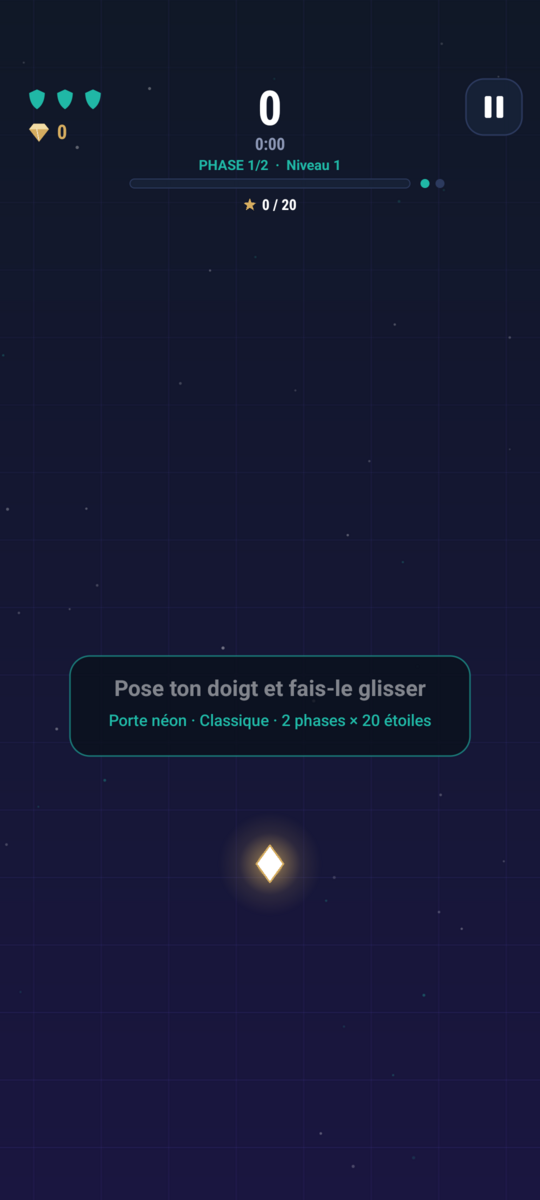 0
0
0:00
PHASE 1/2 · Niveau 1
0 / 20
Pose ton doigt et fais-le glisser
Porte néon · Classique · 2 phases × 20 étoiles